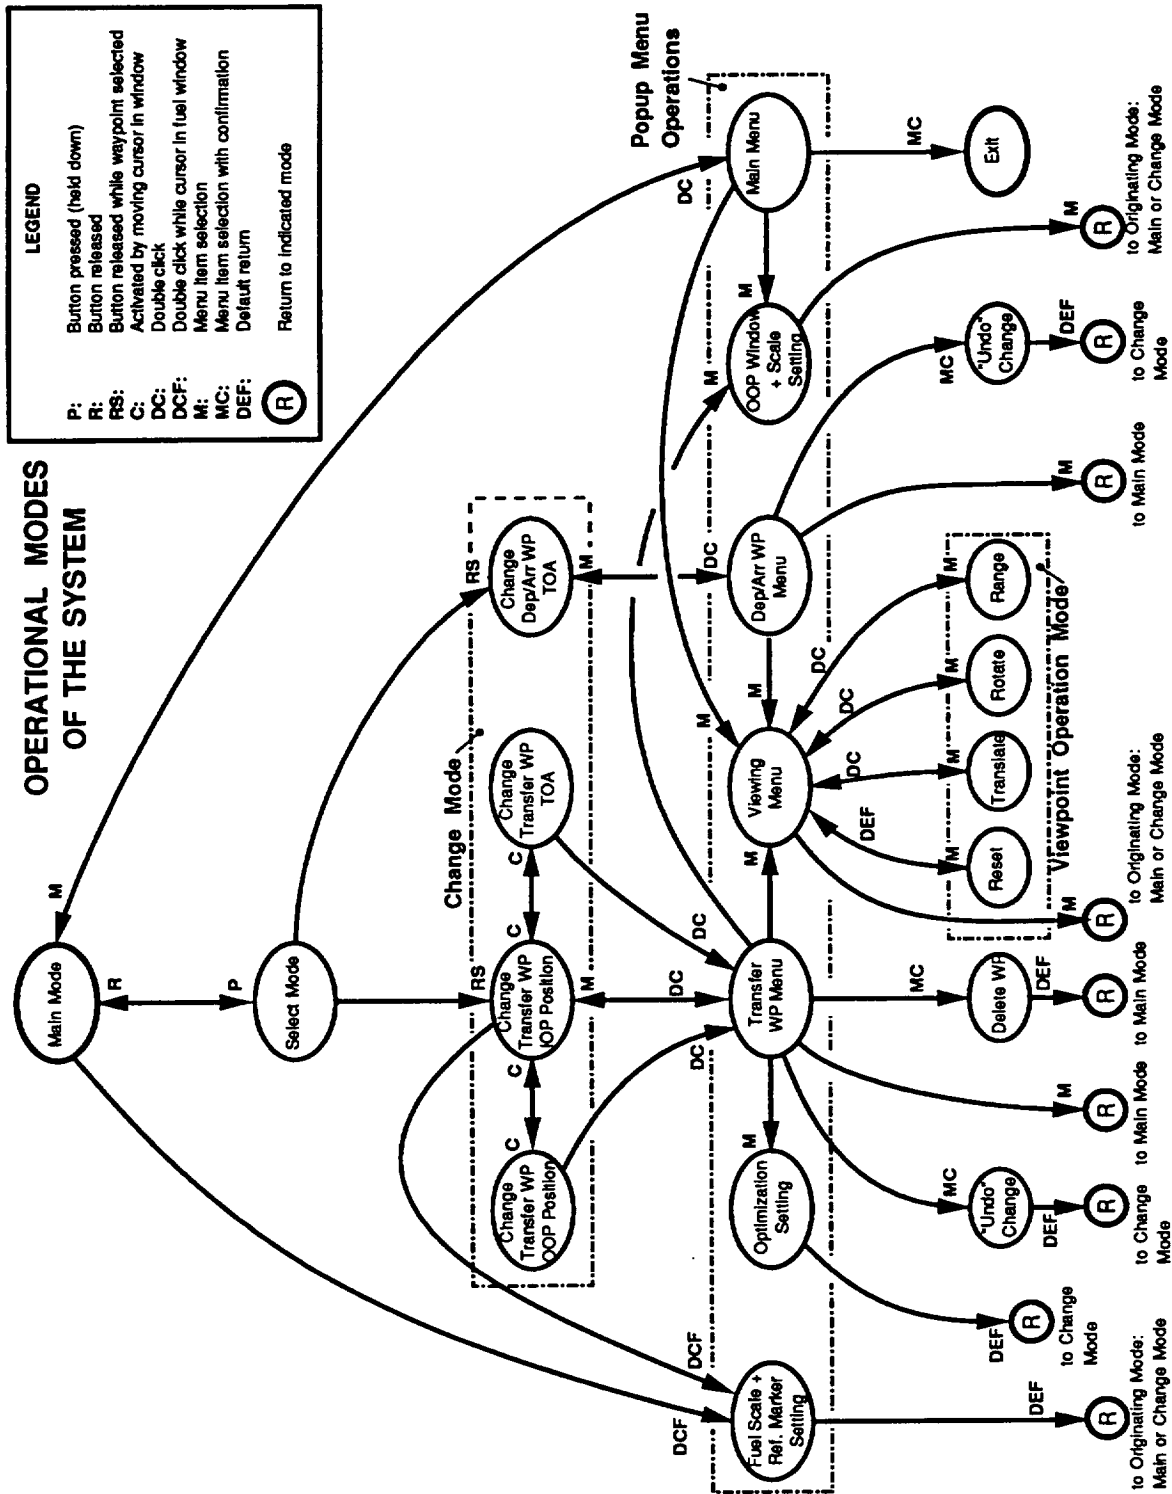 OPERATIONAL MODES
OF THE SYSTEM
LEGEND
P: Button pressed (held down)
R: Button released
RS: Button released while waypoint selected
C: Activated by moving cursor in window
DC: Double click
DCF: Double click while cursor in fuel window
M: Menu item selection
MC: Menu item selection with confirmation
DEF: Default return
R Return to indicated mode
Main Mode
M
R
P
Select Mode
Change Mode
RS
RS
Change
Transfer WP
OOP Position
C
C
Change
Transfer WP
IOP Position
C
C
Change
Transfer WP
TOA
Change
Dep/Arr WP
TOA
M
M
Popup Menu
Operations
DCF
DCF
DC
DC
DC
DC
DC
Fuel Scale +
Ref. Marker
Setting
Optimization
Setting
M
Transfer
WP Menu
M
Viewing
Menu
M
M
Dep/Arr WP
Menu
OOP Window
+ Scale
Setting
M
M
Main Menu
DEF
DC
DC
DC
MC
MC
MC
MC
"Undo"
Change
Delete WP
M
Reset
M
Translate
M
Rotate
M
Range
Viewpoint Operation Mode
"Undo"
Change
Exit
DEF
R
to Originating Mode:
Main or Change Mode
DEF
R
to Change
Mode
DEF
R
to Change
Mode
M
R
to Main Mode
DEF
R
to Main Mode
M
R
to Originating Mode:
Main or Change Mode
M
R
to Main Mode
DEF
R
to Change
Mode
M
R
to Originating Mode:
Main or Change Mode